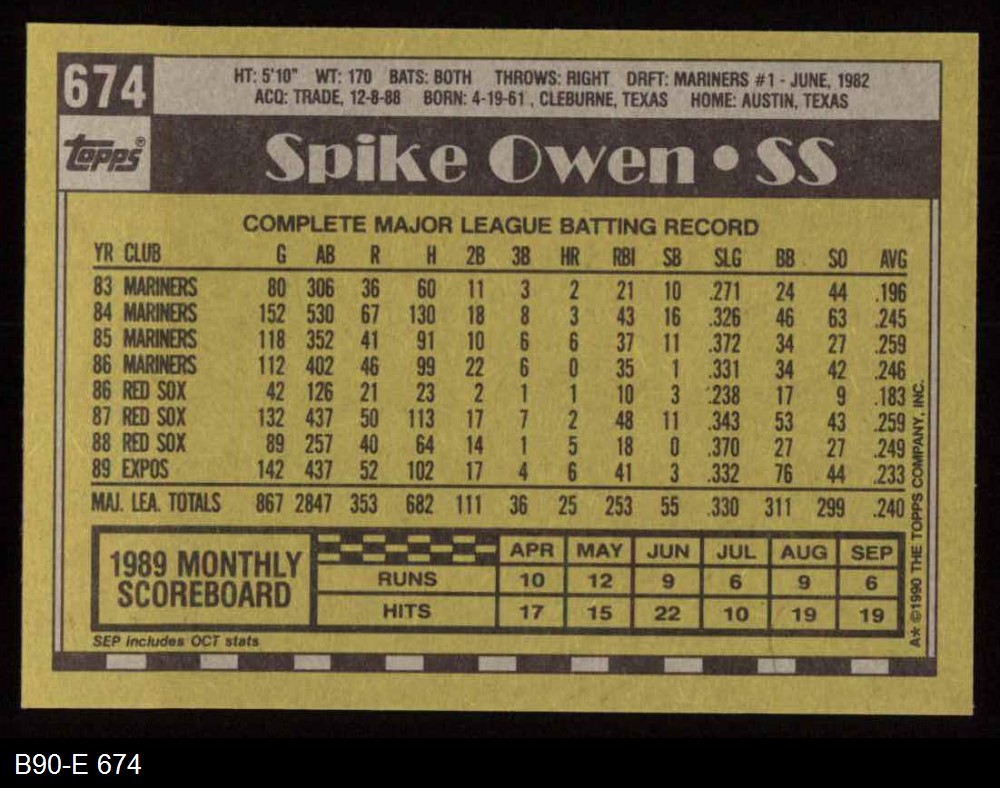 674
HT: 5'10" WT: 170 BATS: BOTH THROWS: RIGHT DRFT: MARINERS #1 - JUNE, 1982
ACQ: TRADE, 12-8-88 BORN: 4-19-61 , CLEBURNE, TEXAS HOME: AUSTIN, TEXAS
topps®
Spike Owen • SS
COMPLETE MAJOR LEAGUE BATTING RECORD
YR CLUB G AB R H 2B 3B HR RBI SB SLG BB SO AVG
83 MARINERS 80 306 36 60 11 3 2 21 10 .271 24 44 .196
84 MARINERS 152 530 67 130 18 8 3 43 16 .326 46 63 .245
85 MARINERS 118 352 41 91 10 6 6 37 11 .372 34 27 .259
86 MARINERS 112 402 46 99 22 6 0 35 1 .331 34 42 .246
86 RED SOX 42 126 21 23 2 1 1 10 3 .238 17 9 .183
87 RED SOX 132 437 50 113 17 7 2 48 11 .343 53 43 .259
88 RED SOX 89 257 40 64 14 1 5 18 0 .370 27 27 .249
89 EXPOS 142 437 52 102 17 4 6 41 3 .332 76 44 .233
MAJ. LEA. TOTALS 867 2847 353 682 111 36 25 253 55 .330 311 299 .240
1989 MONTHLY
SCOREBOARD
APR MAY JUN JUL AUG SEP
RUNS 10 12 9 6 9 6
HITS 17 15 22 10 19 19
SEP includes OCT stats
A* ©1990 THE TOPPS COMPANY, INC.
B90-E 674